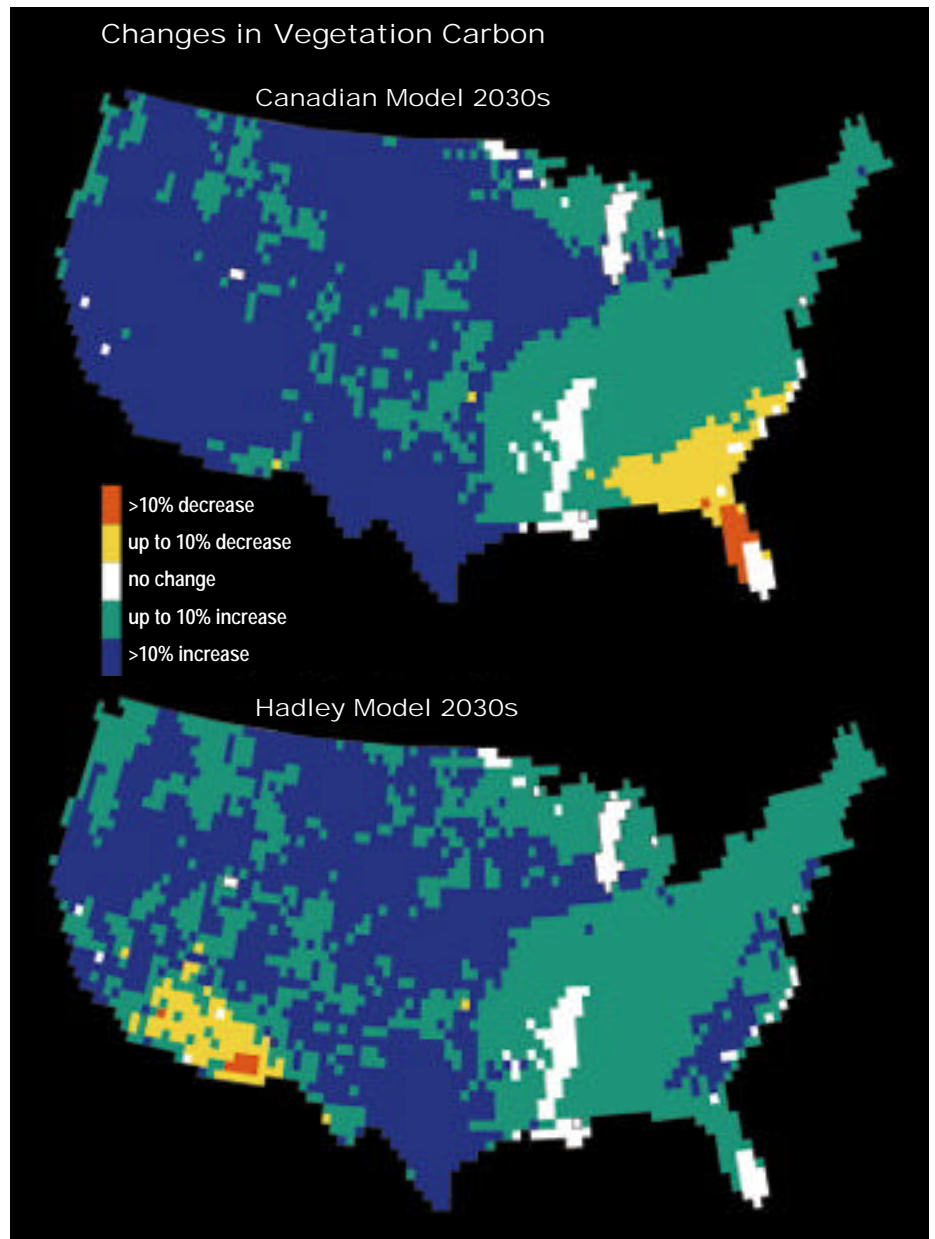 Changes in Vegetation Carbon
Canadian Model 2030s
>10% decrease
up to 10% decrease
no change
up to 10% increase
>10% increase
Hadley Model 2030s